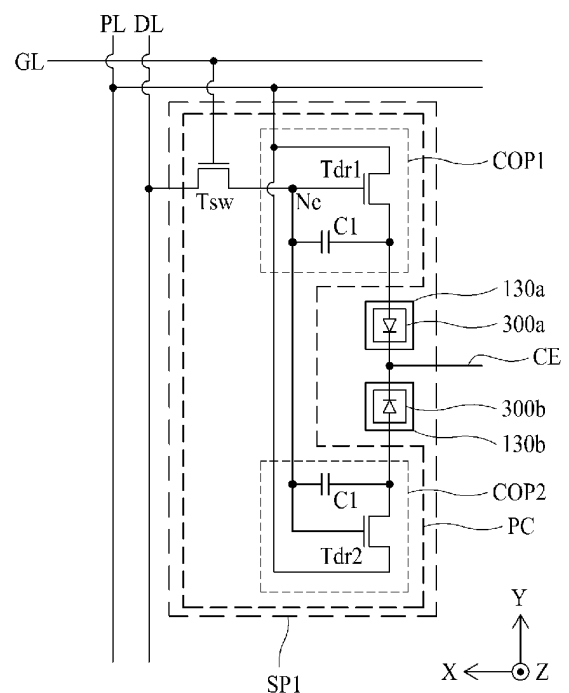 PL DL
GL
COP1
Tdr1
Tsw
Nc
C1
130a
300a
CE
300b
130b
COP2
C1
PC
Tdr2
Y
X
Z
SP1